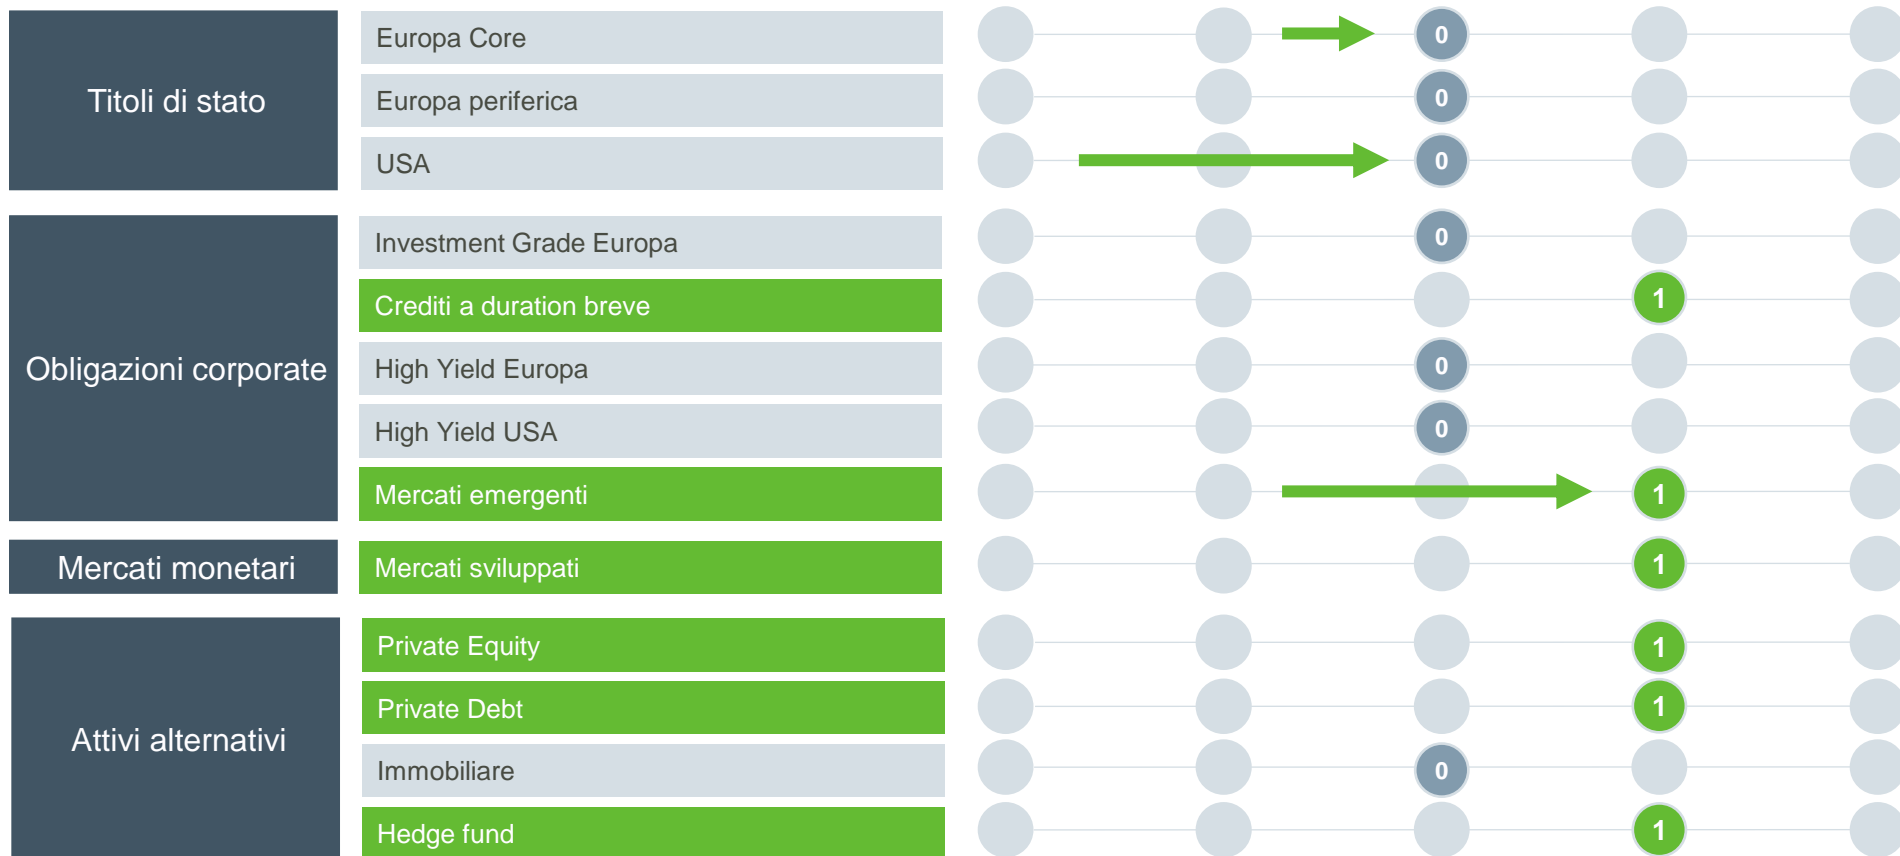 Titoli di stato
Europa Core
0
Europa periferica
0
USA
0
Obligazioni corporate
Investment Grade Europa
0
Crediti a duration breve
1
High Yield Europa
0
High Yield USA
0
Mercati emergenti
1
Mercati monetari
Mercati sviluppati
1
Attivi alternativi
Private Equity
1
Private Debt
1
Immobiliare
0
Hedge fund
1